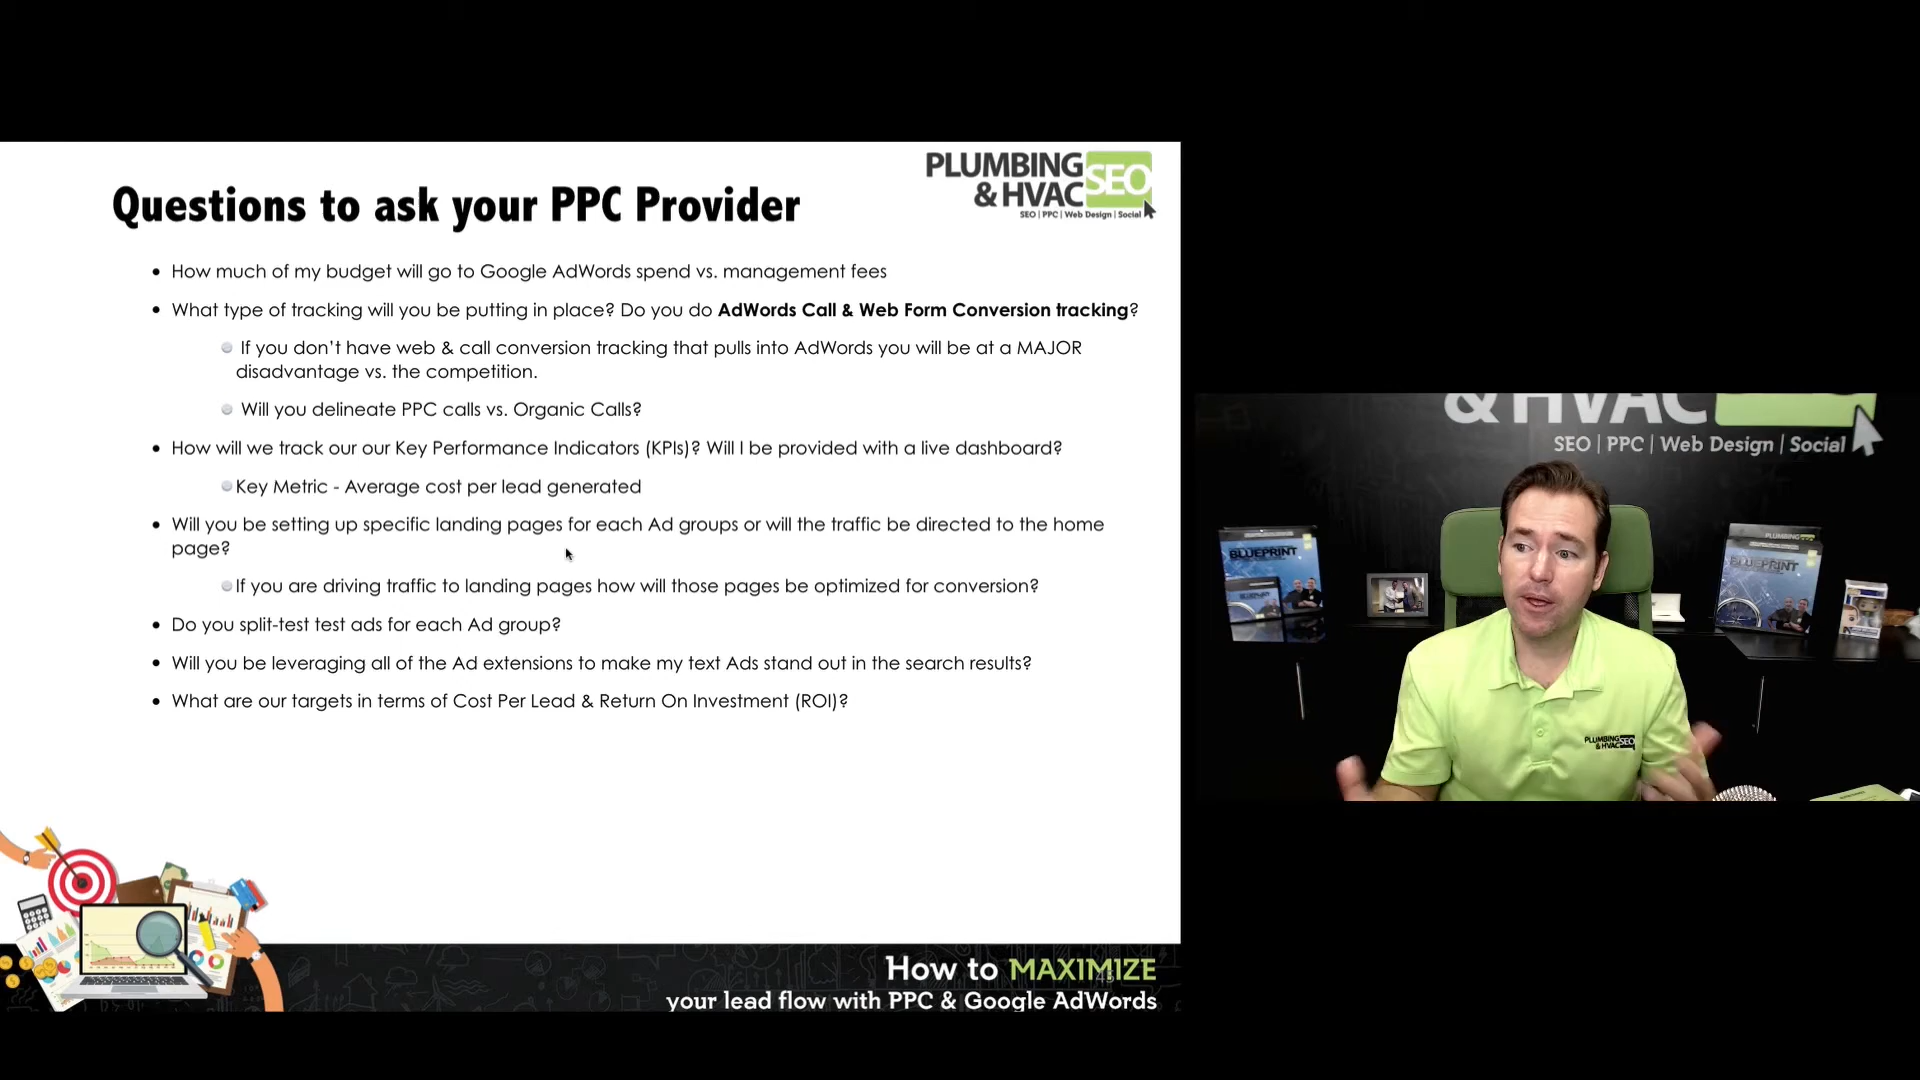 PLUMBING
& HVAC SEO
SEO | PPC | Web Design | Social
Questions to ask your PPC Provider
How much of my budget will go to Google AdWords spend vs. management fees
What type of tracking will you be putting in place? Do you do AdWords Call & Web Form Conversion tracking?
If you don't have web & call conversion tracking that pulls into AdWords you will be at a MAJOR
disadvantage vs. the competition.
Will you delineate PPC calls vs. Organic Calls?
How will we track our our Key Performance Indicators (KPIs)? Will I be provided with a live dashboard?
Key Metric - Average cost per lead generated
Will you be setting up specific landing pages for each Ad groups or will the traffic be directed to the home
page?
If you are driving traffic to landing pages how will those pages be optimized for conversion?
Do you split-test test ads for each Ad group?
Will you be leveraging all of the Ad extensions to make my text Ads stand out in the search results?
What are our targets in terms of Cost Per Lead & Return On Investment (ROI)?
How to MAXIMIZE
your lead flow with PPC & Google AdWords
& HVAC
SEO | PPC | Web Design | Social
BLUEPRINT
PLUMBING
BLUEPRINT
PLUMBING
& HVAC SEO